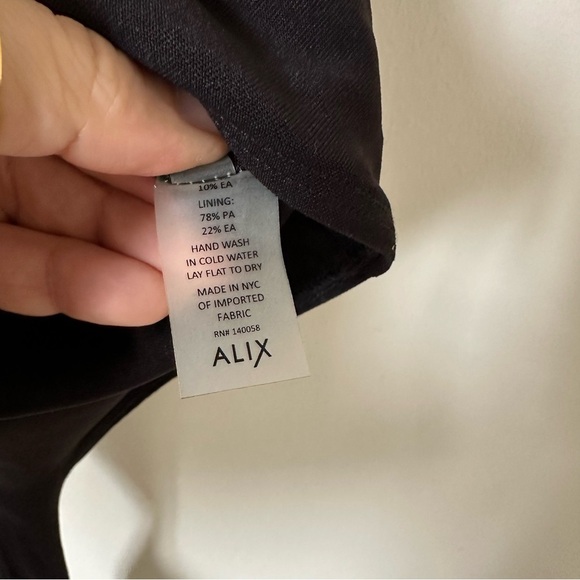 10% EA
LINING:
78% PA
22% EA
HAND WASH
IN COLD WATER
LAY FLAT TO DRY
MADE IN NYC
OF IMPORTED
FABRIC
RN# 140058
ALIX